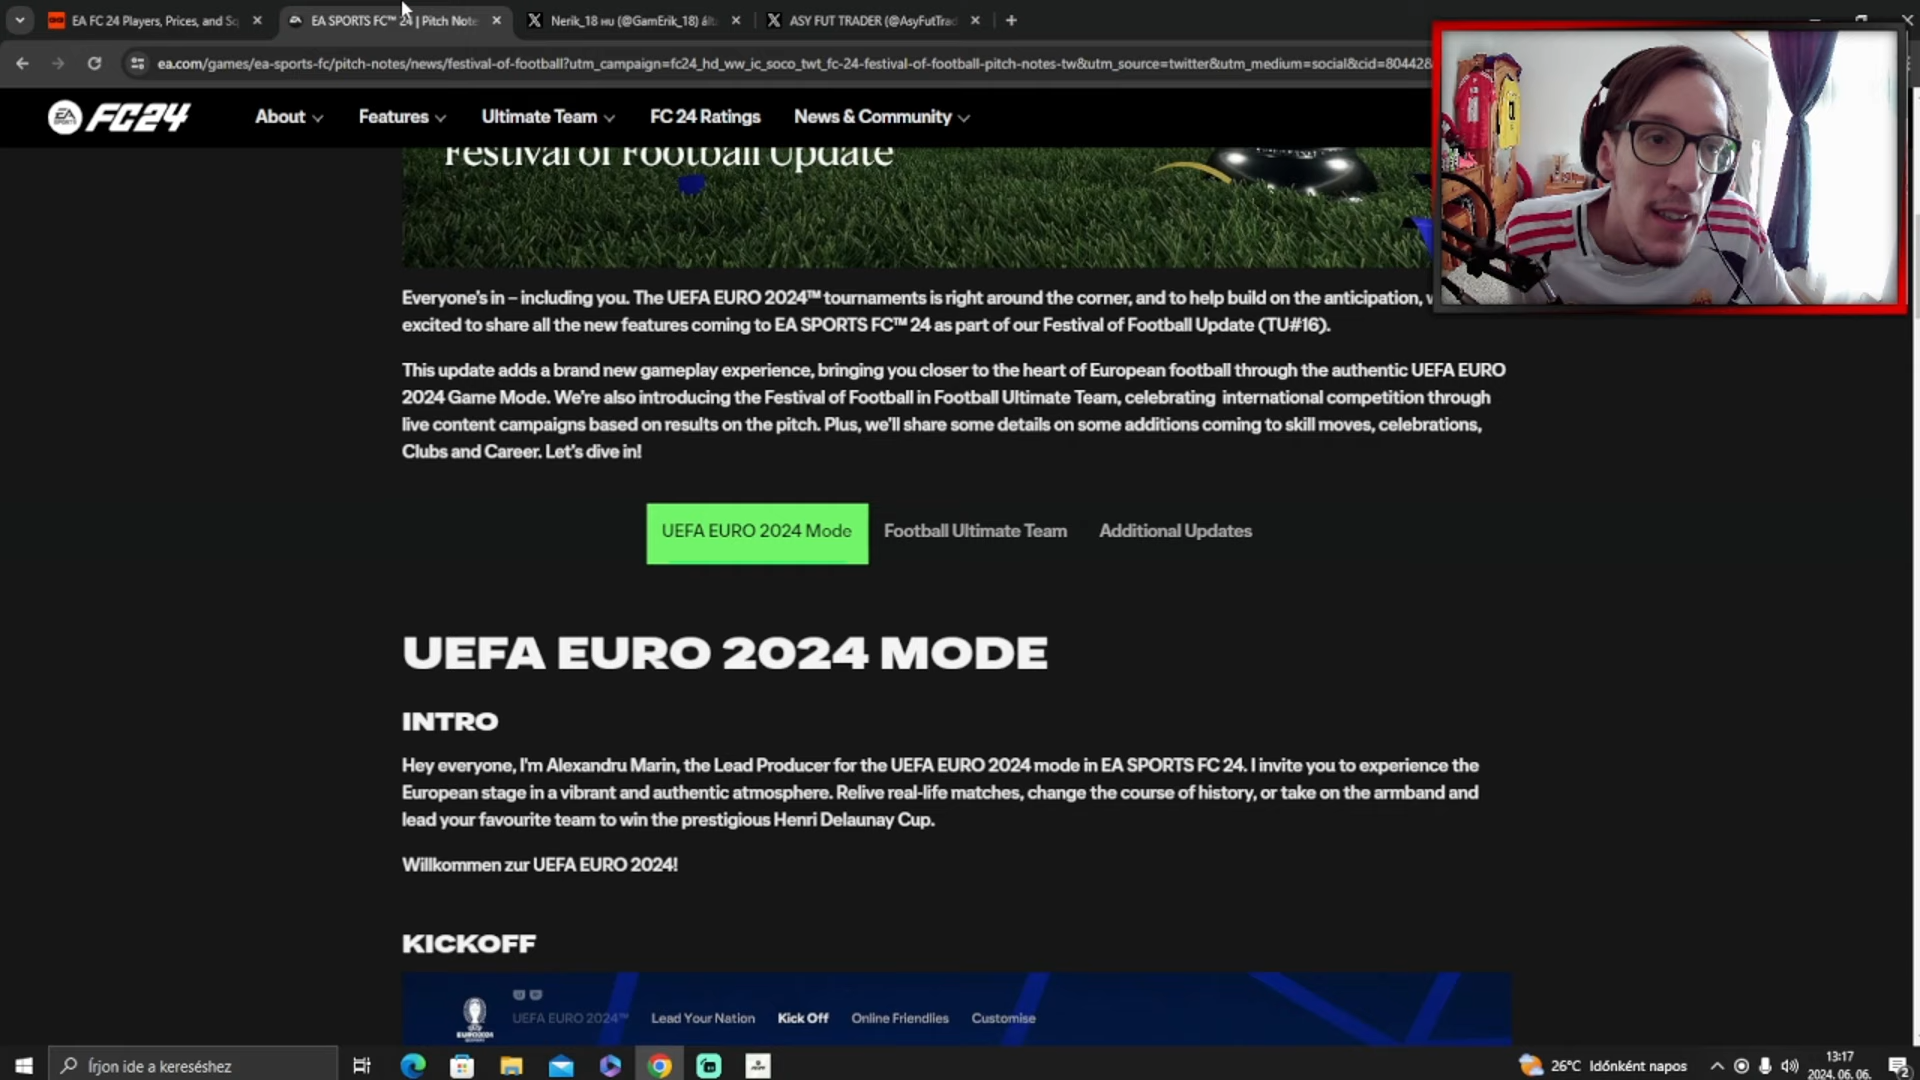 EA FC 24 Players, Prices, and Sq
EA SPORTS FC™ 24 | Pitch Note
Nerik_18 HU (@GamErik_18) ált
ASY FUT TRADER (@AsyFutTrad
ea.com/games/ea-sports-fc/pitch-notes/news/festival-of-football?utm_campaign=fc24_hd_ww_ic_soco_twt_fc-24-festival-of-football-pitch-notes-tw&utm_source=twitter&utm_medium=social&cid=80442&
EA SPORTS FC24
About
Features
Ultimate Team
FC 24 Ratings
News & Community
Festival of Football Update
Everyone's in – including you. The UEFA EURO 2024™ tournaments is right around the corner, and to help build on the anticipation,
excited to share all the new features coming to EA SPORTS FC™ 24 as part of our Festival of Football Update (TU#16).
This update adds a brand new gameplay experience, bringing you closer to the heart of European football through the authentic UEFA EURO
2024 Game Mode. We're also introducing the Festival of Football in Football Ultimate Team, celebrating international competition through
live content campaigns based on results on the pitch. Plus, we'll share some details on some additions coming to skill moves, celebrations,
Clubs and Career. Let's dive in!
UEFA EURO 2024 Mode
Football Ultimate Team
Additional Updates
UEFA EURO 2024 MODE
INTRO
Hey everyone, I'm Alexandru Marin, the Lead Producer for the UEFA EURO 2024 mode in EA SPORTS FC 24. I invite you to experience the
European stage in a vibrant and authentic atmosphere. Relive real-life matches, change the course of history, or take on the armband and
lead your favourite team to win the prestigious Henri Delaunay Cup.
Willkommen zur UEFA EURO 2024!
KICKOFF
UEFA EURO 2024™
Lead Your Nation
Kick Off
Online Friendlies
Customise
Írjon ide a kereséshez
26°C Időnként napos
13:17
2024. 06. 06.
2